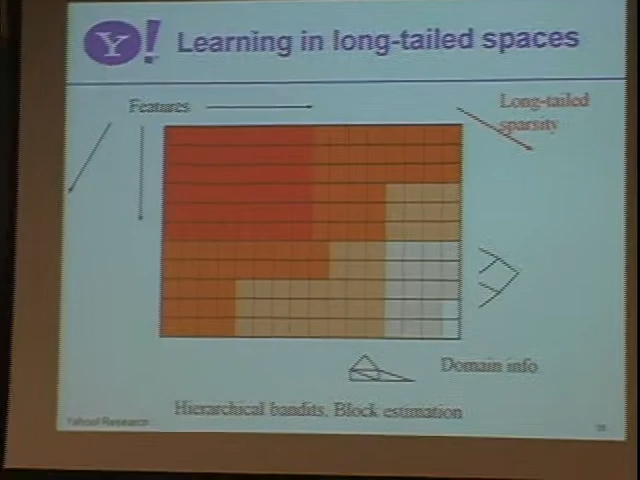 Y! Learning in long-tailed spaces
Features
Long-tailed
sparsity
Domain info
Hierarchical bandits, Block estimation
Yahoo! Research